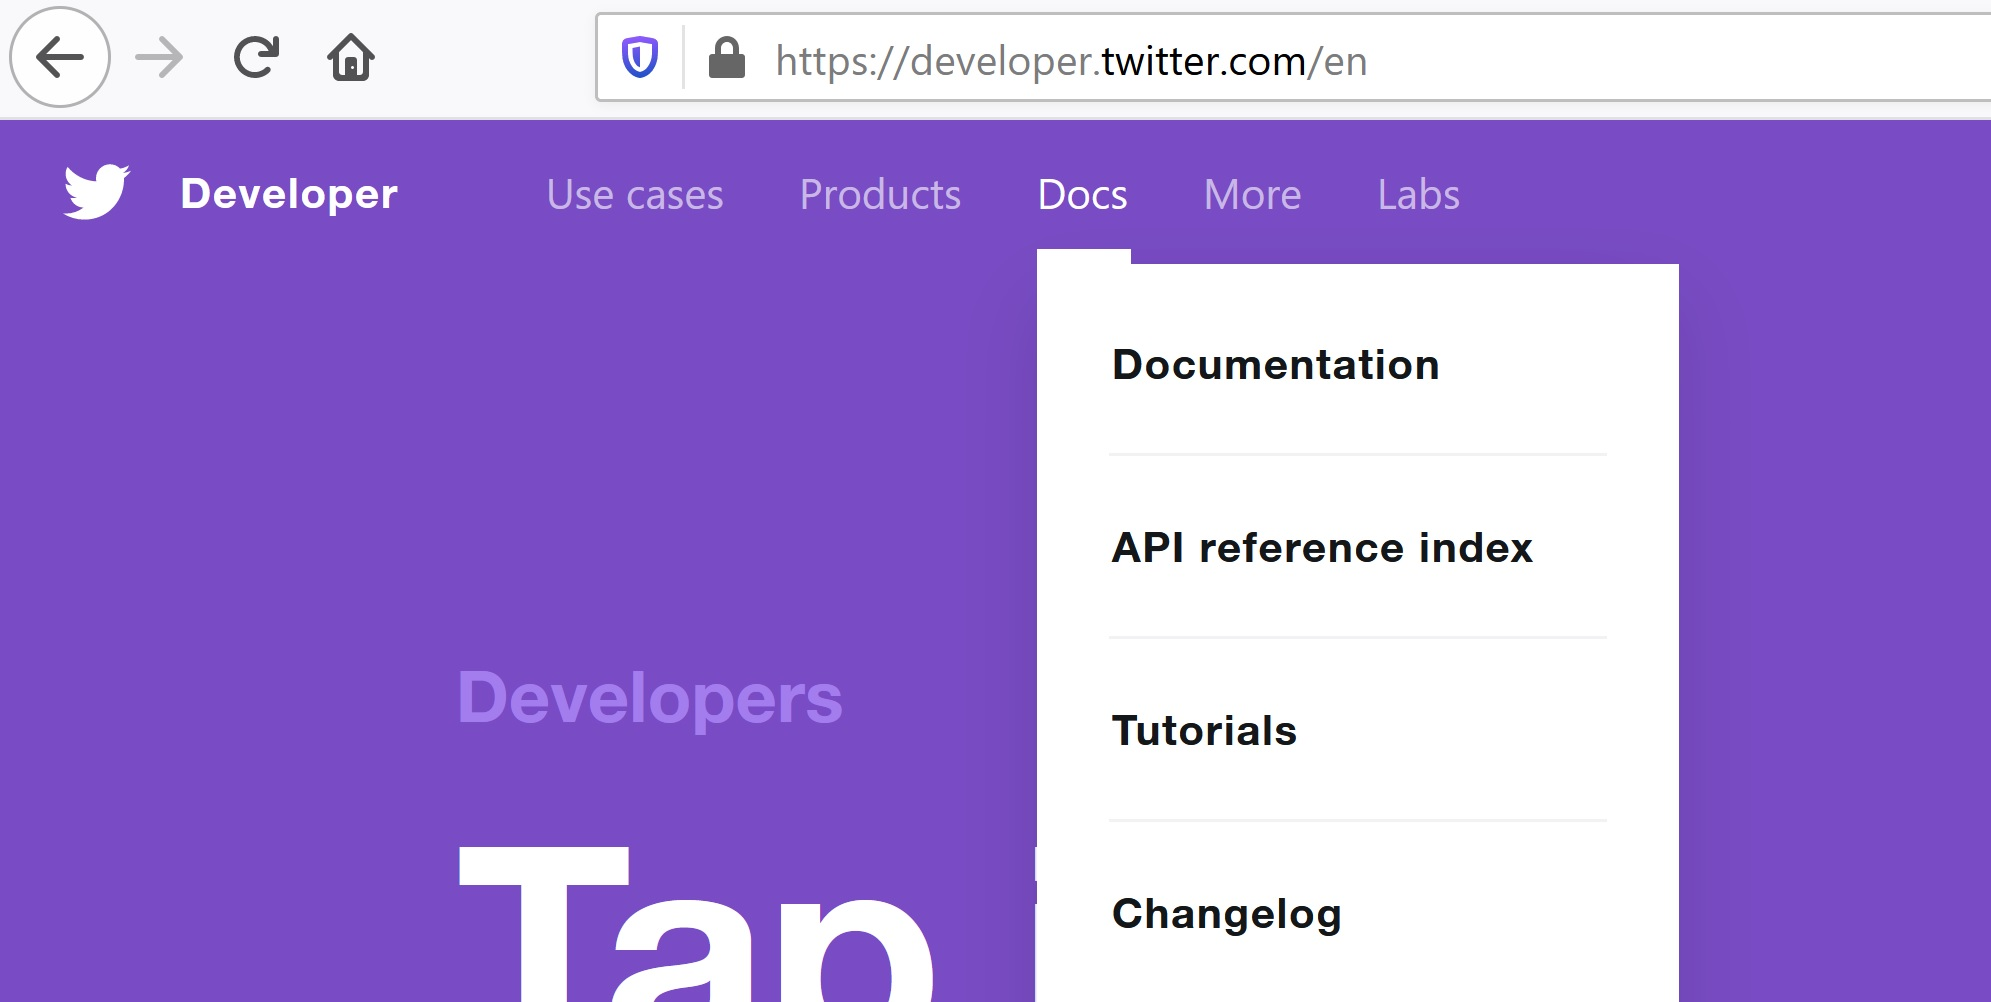 https://developer.twitter.com/en
Developer Use cases Products Docs More Labs
Documentation
API reference index
Tutorials
Changelog
Developers
Tap